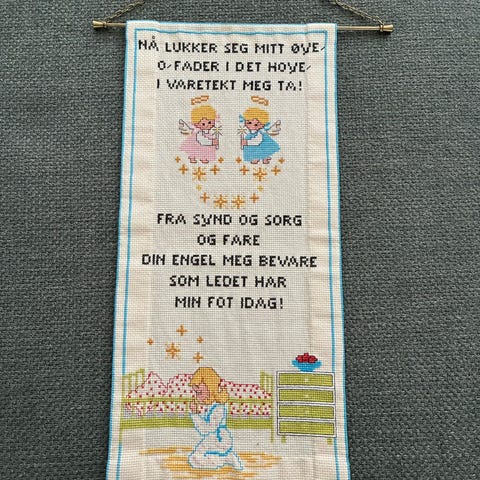 NÅ LUKKER SEG MITT ØYE/
O/FADER I DET HØYE/
I VARETEKT MEG TA!
FRA SYND OG SORG
OG FARE
DIN ENGEL MEG BEVARE
SOM LEDET HAR
MIN FOT IDAG!